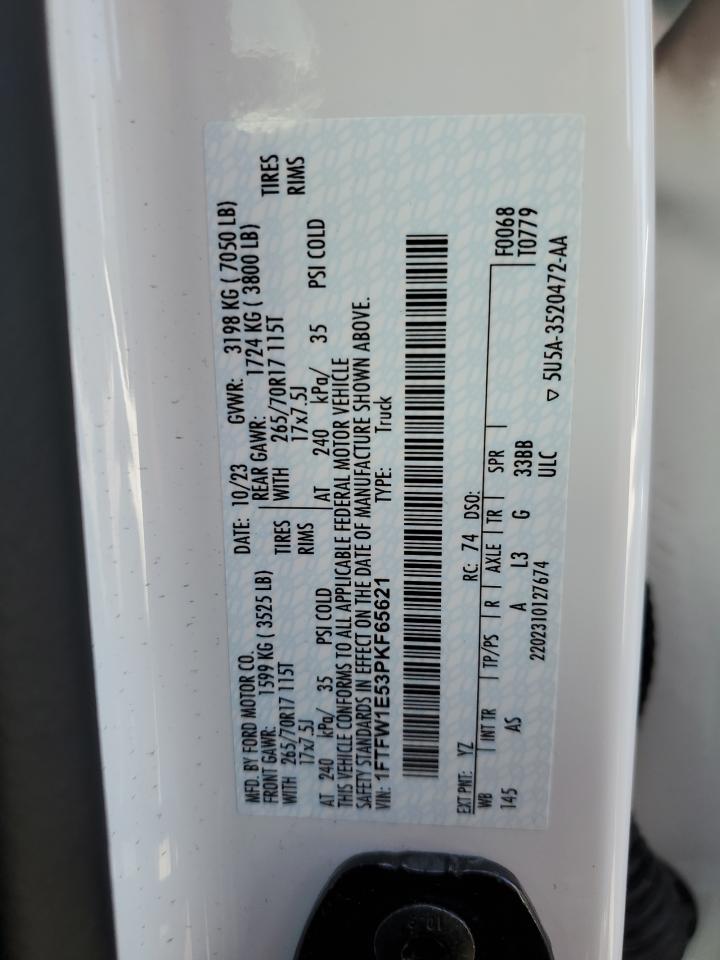 MFD. BY FORD MOTOR CO.
DATE: 10/23 GVWR: 3198 KG ( 7050 LB)
FRONT GAWR: 1599 KG ( 3525 LB)
REAR GAWR: 1724 KG ( 3800 LB)
WITH 265/70R17 115T TIRES
WITH 265/70R17 115T TIRES
17x7.5J RIMS
17x7.5J RIMS
AT 240 kPa/ 35 PSI COLD
AT 240 kPa/ 35 PSI COLD
THIS VEHICLE CONFORMS TO ALL APPLICABLE FEDERAL MOTOR VEHICLE
SAFETY STANDARDS IN EFFECT ON THE DATE OF MANUFACTURE SHOWN ABOVE.
VIN: 1FTFW1E53PKF65621 TYPE: Truck
EXT PNT: YZ RC: 74 DSO:
WB INT TR TP/PS R AXLE TR SPR F0068
145 AS A L3 G 33BB T0779
2202310127674 ULC
▽ 5U5A-3520472-AA